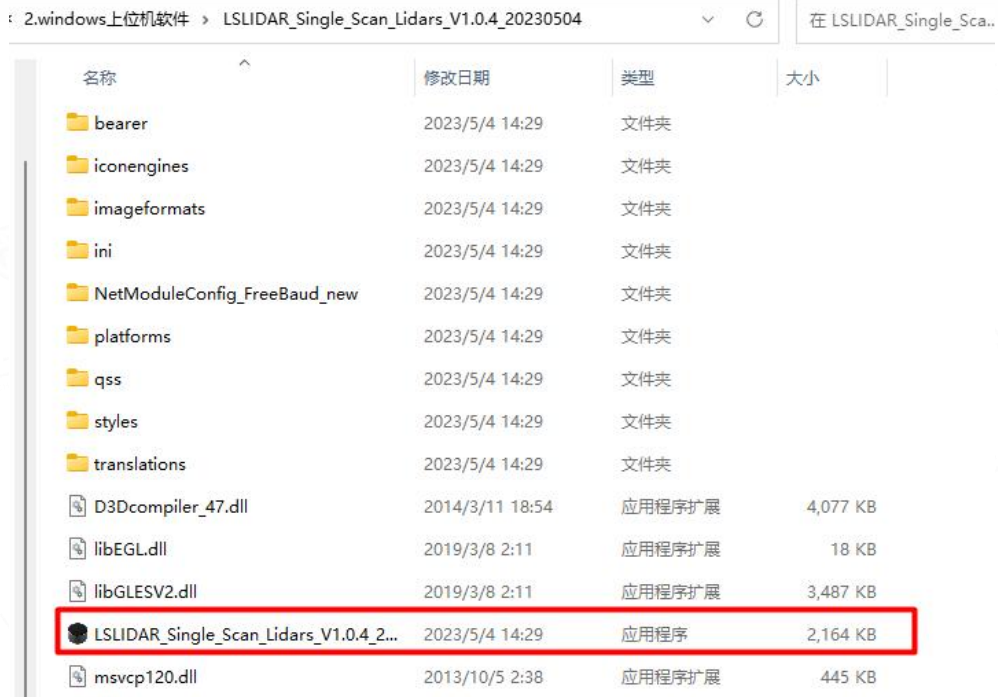 ‹ 2.windows上位机软件 › LSLIDAR_Single_Scan_Lidars_V1.0.4_20230504 在 LSLIDAR_Single_Sca...
名称 修改日期 类型 大小
bearer 2023/5/4 14:29 文件夹
iconengines 2023/5/4 14:29 文件夹
imageformats 2023/5/4 14:29 文件夹
ini 2023/5/4 14:29 文件夹
NetModuleConfig_FreeBaud_new 2023/5/4 14:29 文件夹
platforms 2023/5/4 14:29 文件夹
qss 2023/5/4 14:29 文件夹
styles 2023/5/4 14:29 文件夹
translations 2023/5/4 14:29 文件夹
D3Dcompiler_47.dll 2014/3/11 18:54 应用程序扩展 4,077 KB
libEGL.dll 2019/3/8 2:11 应用程序扩展 18 KB
libGLESV2.dll 2019/3/8 2:11 应用程序扩展 3,487 KB
LSLIDAR_Single_Scan_Lidars_V1.0.4_2... 2023/5/4 14:29 应用程序 2,164 KB
msvcp120.dll 2013/10/5 2:38 应用程序扩展 445 KB